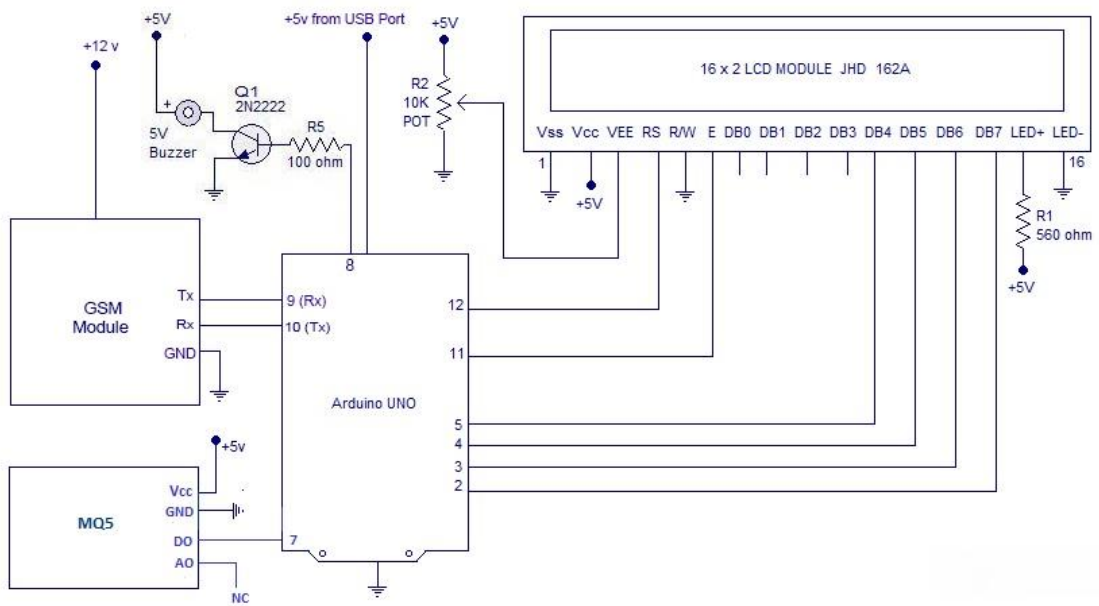 +5V
+5v from USB Port
+5V
+12 v
16 x 2 LCD MODULE JHD 162A
Q1
2N2222
+
5V
Buzzer
R5
100 ohm
R2
10K
POT
Vss Vcc VEE RS R/W E DB0 DB1 DB2 DB3 DB4 DB5 DB6 DB7 LED+ LED-
1
16
+5V
R1
560 ohm
+5V
8
GSM
Module
Tx
Rx
GND
9 (Rx)
10 (Tx)
12
11
Arduino UNO
5
4
3
2
+5v
MQ5
Vcc
GND
DO
AO
7
NC